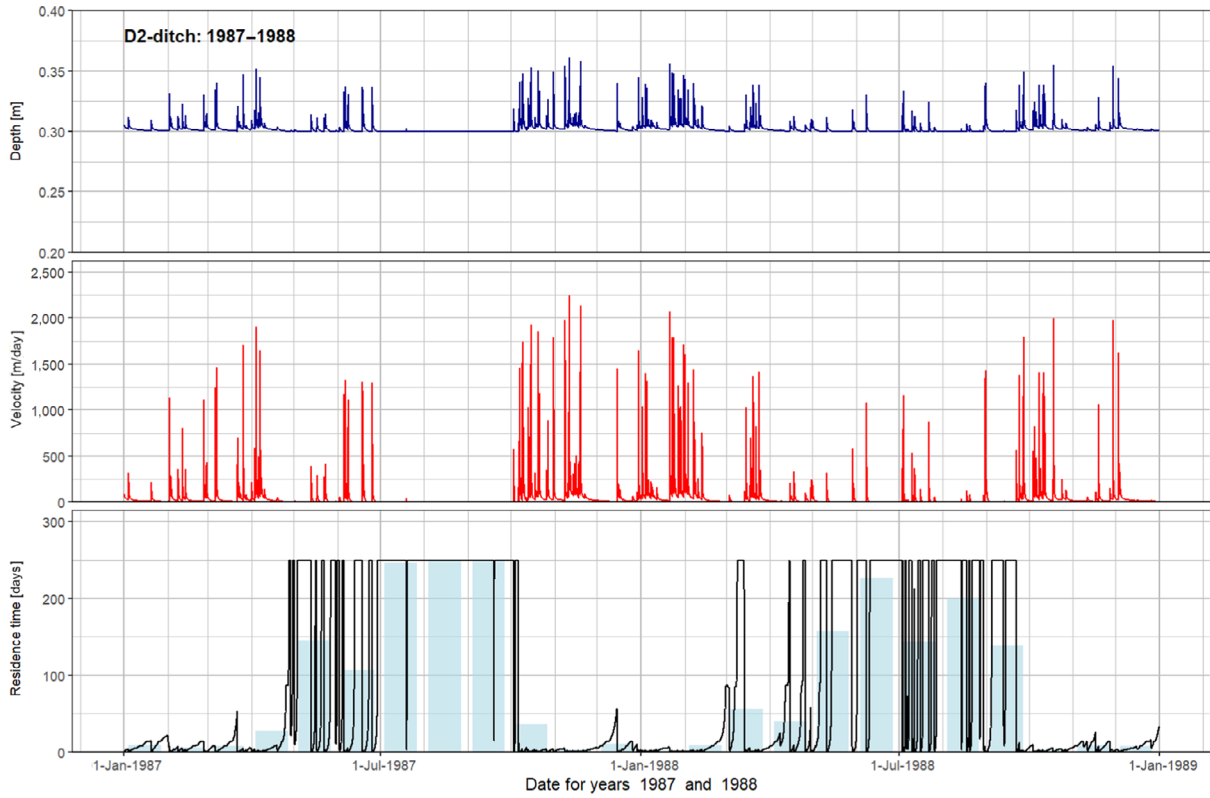 D2-ditch: 1987–1988
Depth [m]
0.40
0.35
0.30
0.25
0.20
Velocity [m/day]
2,500
2,000
1,500
1,000
500
0
Residence time [days]
300
200
100
0
1-Jan-1987
1-Jul-1987
1-Jan-1988
1-Jul-1988
1-Jan-1989
Date for years 1987 and 1988